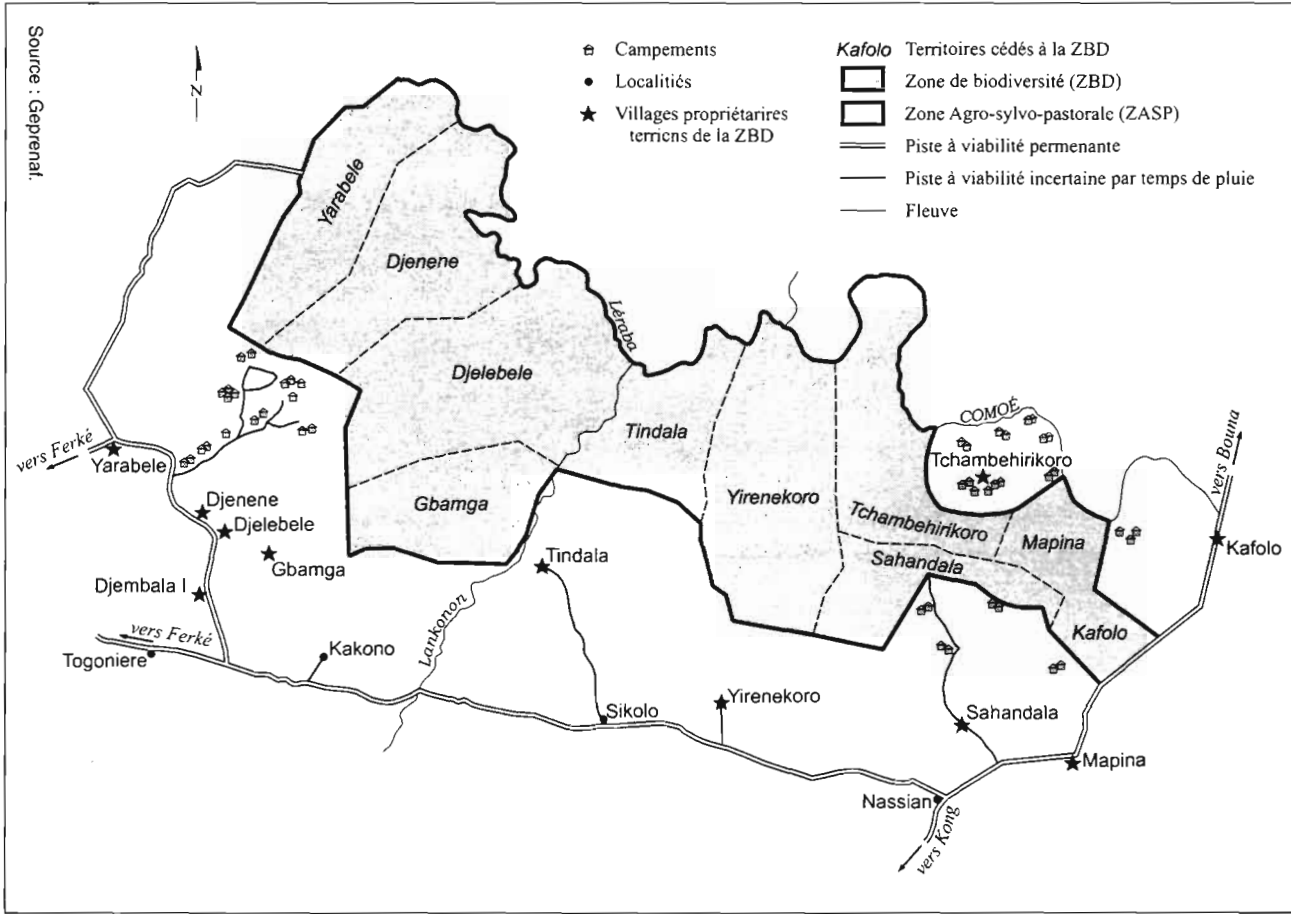 Source : Geprenaf.
N
Campements
Localitiés
Villages propriétarires
terriens de la ZBD
Kafolo Territoires cédés à la ZBD
Zone de biodiversité (ZBD)
Zone Agro-sylvo-pastorale (ZASP)
Piste à viabilité permenante
Piste à viabilité incertaine par temps de pluie
Fleuve
Yarabele
Djenene
Léraba
Djelebele
Tindala
Gbamga
Yirenekoro
COMOÉ
Tchambehirikoro
Tchambehirikoro
Mapina
Sahandala
Kafolo
vers Bouna
Kafolo
vers Ferké
Yarabele
Djenene
Djelebele
Gbamga
Tindala
Djembala I
vers Ferké
Togoniere
Kakono
Lankonon
Sikolo
Yirenekoro
Sahandala
Mapina
Nassian
vers Kong